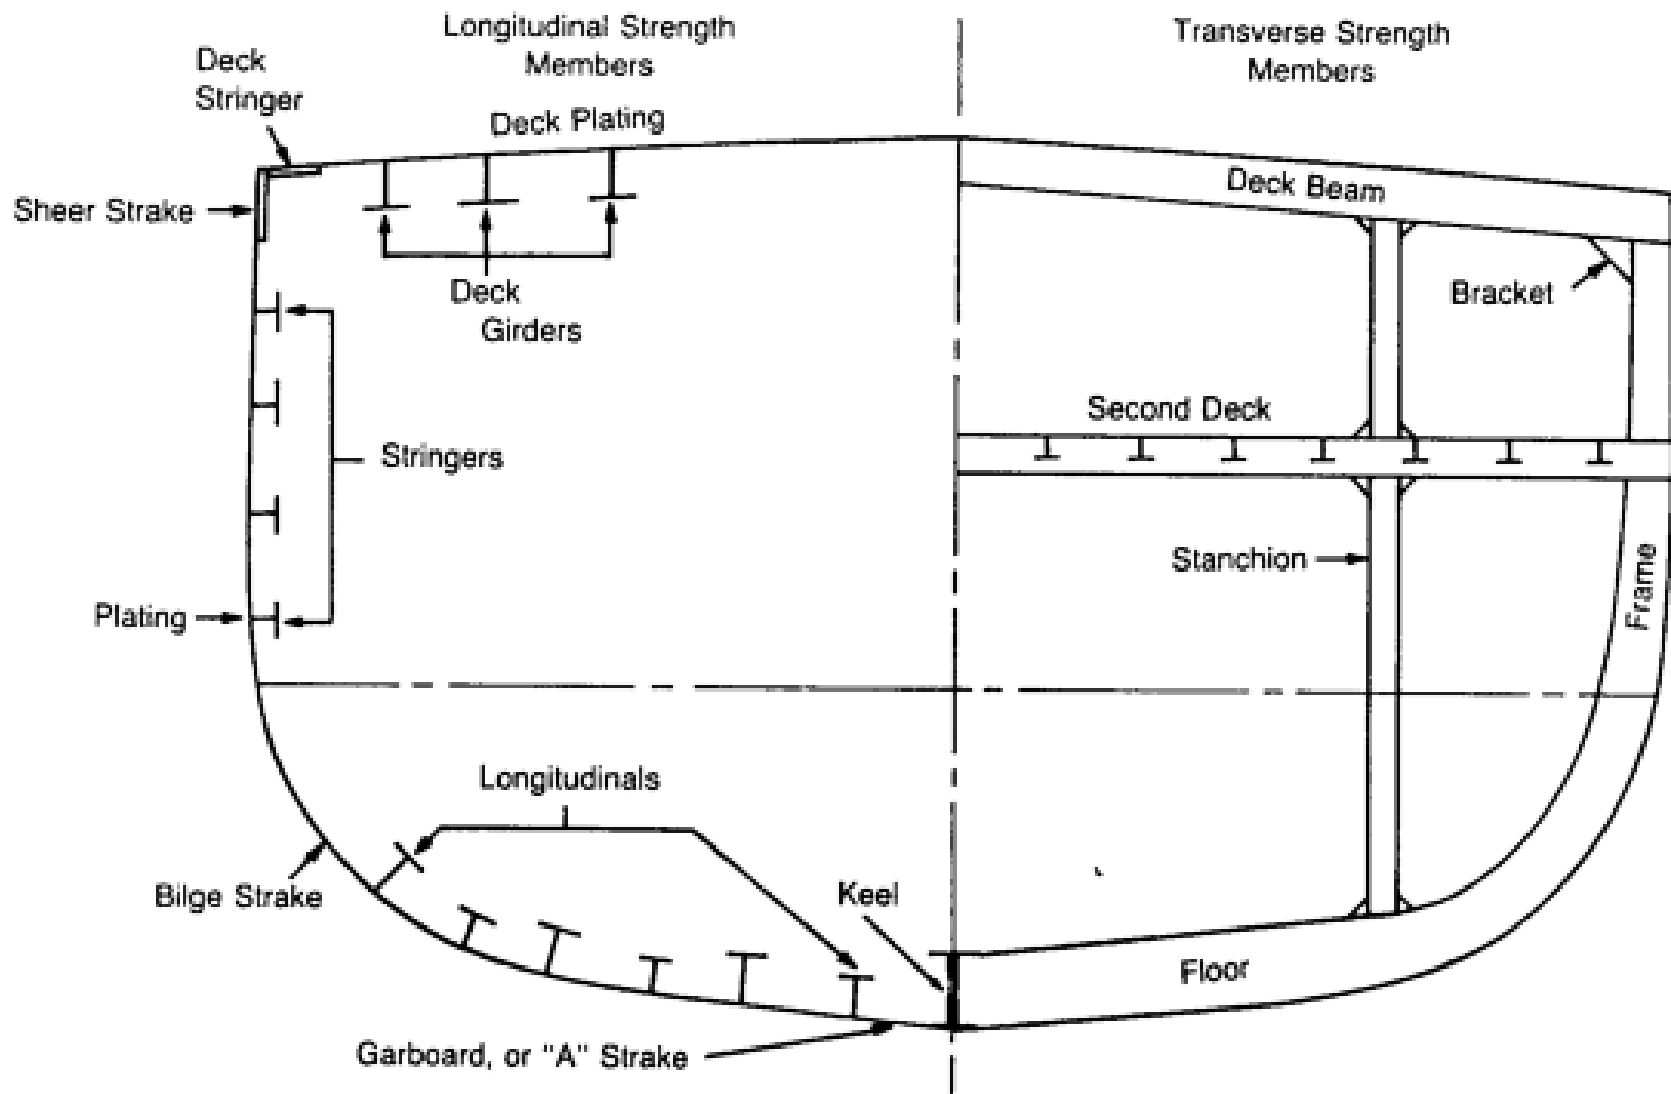 Longitudinal Strength
Members
Transverse Strength
Members
Deck
Stringer
Deck Plating
Sheer Strake
Deck Beam
Deck
Girders
Bracket
Second Deck
Stringers
Stanchion
Frame
Plating
Longitudinals
Bilge Strake
Keel
Floor
Garboard, or "A" Strake